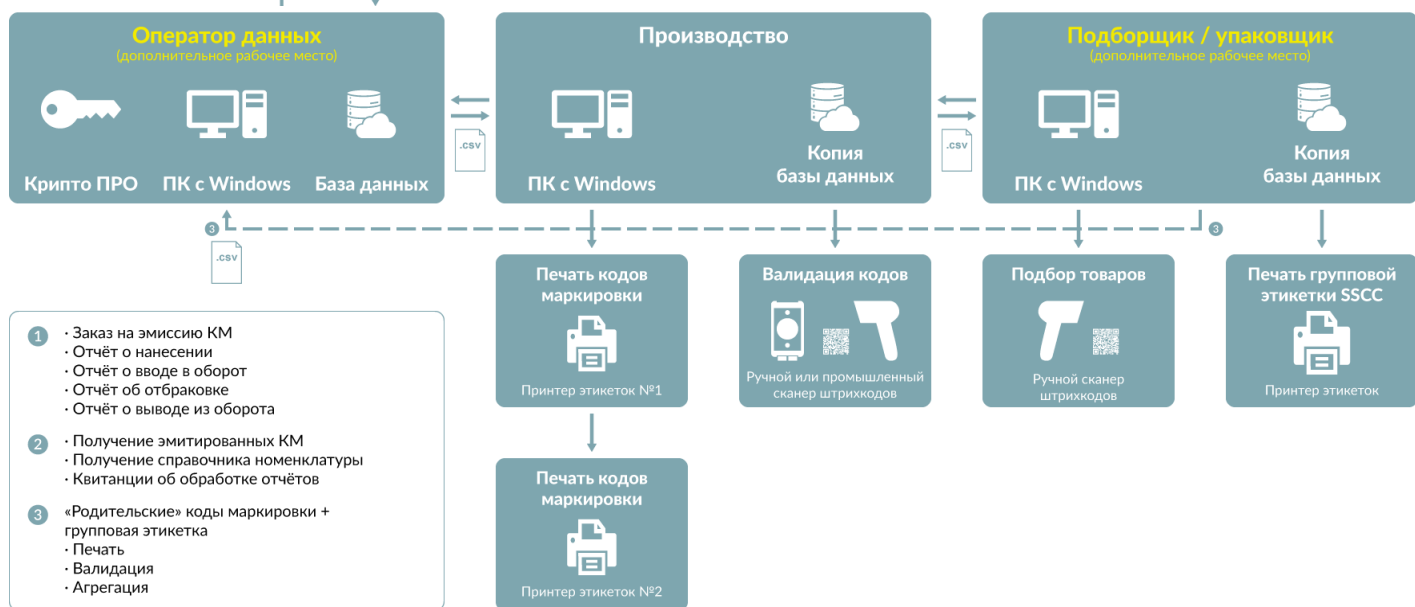 Оператор данных
(дополнительное рабочее место)
Крипто ПРО
ПК с Windows
База данных
.csv
Производство
ПК с Windows
Копия
базы данных
.csv
Подборщик / упаковщик
(дополнительное рабочее место)
ПК с Windows
Копия
базы данных
3
3
.csv
Печать кодов
маркировки
Принтер этикеток №1
Валидация кодов
Ручной или промышленный
сканер штрихкодов
Подбор товаров
Ручной сканер
штрихкодов
Печать групповой
этикетки SSCC
Принтер этикеток
Печать кодов
маркировки
Принтер этикеток №2
1 · Заказ на эмиссию КМ
· Отчёт о нанесении
· Отчёт о вводе в оборот
· Отчёт об отбраковке
· Отчёт о выводе из оборота
2 · Получение эмитированных КМ
· Получение справочника номенклатуры
· Квитанции об обработке отчётов
3 «Родительские» коды маркировки +
групповая этикетка
· Печать
· Валидация
· Агрегация